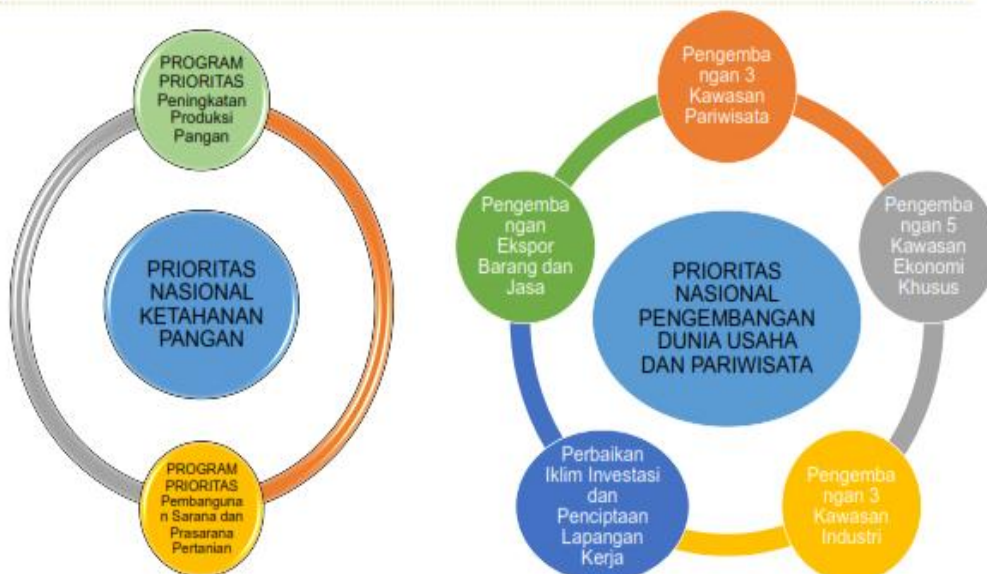 PROGRAM
PRIORITAS
Peningkatan
Produksi
Pangan
PRIORITAS
NASIONAL
KETAHANAN
PANGAN
PROGRAM
PRIORITAS
Pembanguna
n Sarana dan
Prasarana
Pertanian
Pengemba
ngan 3
Kawasan
Pariwisata
Pengemba
ngan 5
Kawasan
Ekonomi
Khusus
Pengemba
ngan 3
Kawasan
Industri
Perbaikan
Iklim Investasi
dan
Penciptaan
Lapangan
Kerja
Pengemba
ngan
Ekspor
Barang dan
Jasa
PRIORITAS
NASIONAL
PENGEMBANGAN
DUNIA USAHA
DAN PARIWISATA